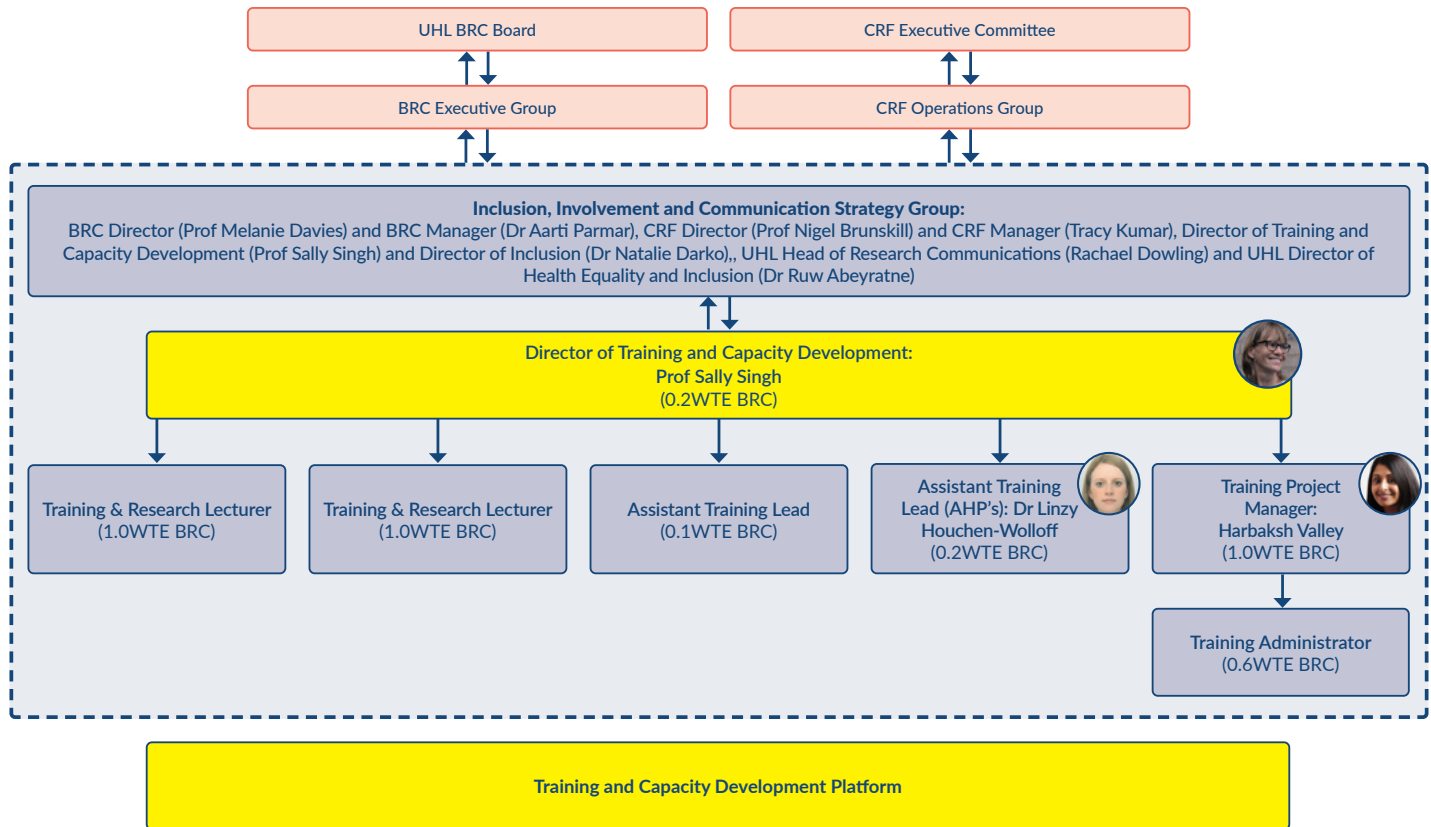 UHL BRC Board
CRF Executive Committee
BRC Executive Group
CRF Operations Group
Inclusion, Involvement and Communication Strategy Group:
BRC Director (Prof Melanie Davies) and BRC Manager (Dr Aarti Parmar), CRF Director (Prof Nigel Brunskill) and CRF Manager (Tracy Kumar), Director of Training and
Capacity Development (Prof Sally Singh) and Director of Inclusion (Dr Natalie Darko),, UHL Head of Research Communications (Rachael Dowling) and UHL Director of
Health Equality and Inclusion (Dr Ruw Abeyratne)
Director of Training and Capacity Development:
Prof Sally Singh
(0.2WTE BRC)
Training & Research Lecturer
(1.0WTE BRC)
Training & Research Lecturer
(1.0WTE BRC)
Assistant Training Lead
(0.1WTE BRC)
Assistant Training
Lead (AHP's): Dr Linzy
Houchen-Wolloff
(0.2WTE BRC)
Training Project
Manager:
Harbaksh Valley
(1.0WTE BRC)
Training Administrator
(0.6WTE BRC)
Training and Capacity Development Platform